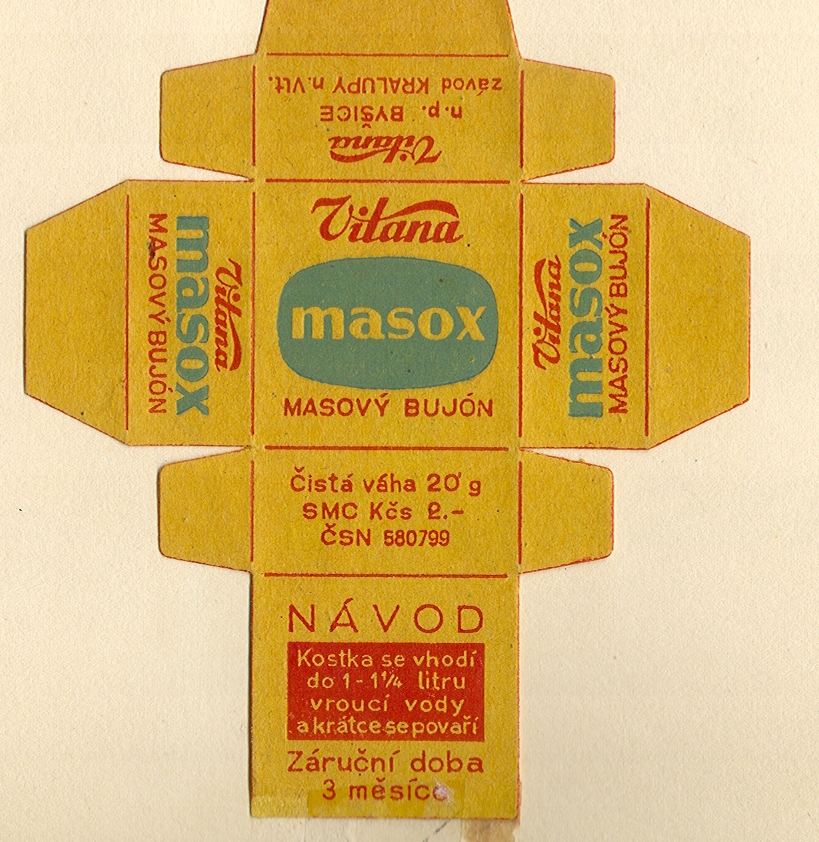 závod KRALUPY n.Vlt.
n.p. BYŠICE
Vitana
Vitana
masox
MASOVÝ BUJÓN
Vitana
masox
MASOVÝ BUJÓN
Vitana
masox
MASOVÝ BUJÓN
Čistá váha 20 g
SMC Kčs 2.-
ČSN 580799
NÁVOD
Kostka se vhodí
do 1 - 1¼ litru
vroucí vody
a krátce se povaří
Záruční doba
3 měsíce